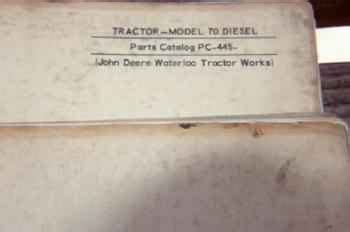 TRACTOR—MODEL 70 DIESEL
Parts Catalog PC-445-
(John Deere Waterloo Tractor Works)